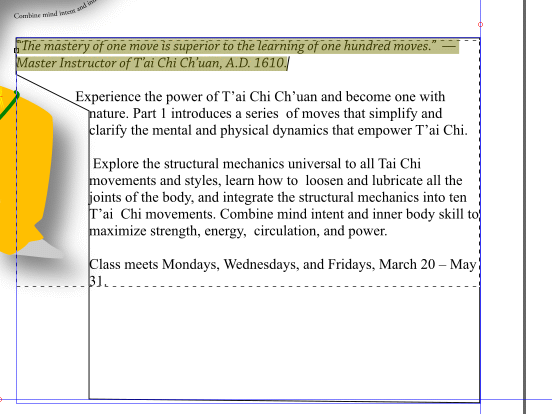 Combine mind intent and inn
"The mastery of one move is superior to the learning of one hundred moves." —
Master Instructor of T'ai Chi Ch'uan, A.D. 1610.
Experience the power of T'ai Chi Ch'uan and become one with
nature. Part 1 introduces a series of moves that simplify and
clarify the mental and physical dynamics that empower T'ai Chi.
Explore the structural mechanics universal to all Tai Chi
movements and styles, learn how to loosen and lubricate all the
joints of the body, and integrate the structural mechanics into ten
T'ai Chi movements. Combine mind intent and inner body skill to
maximize strength, energy, circulation, and power.
Class meets Mondays, Wednesdays, and Fridays, March 20 – May
31.